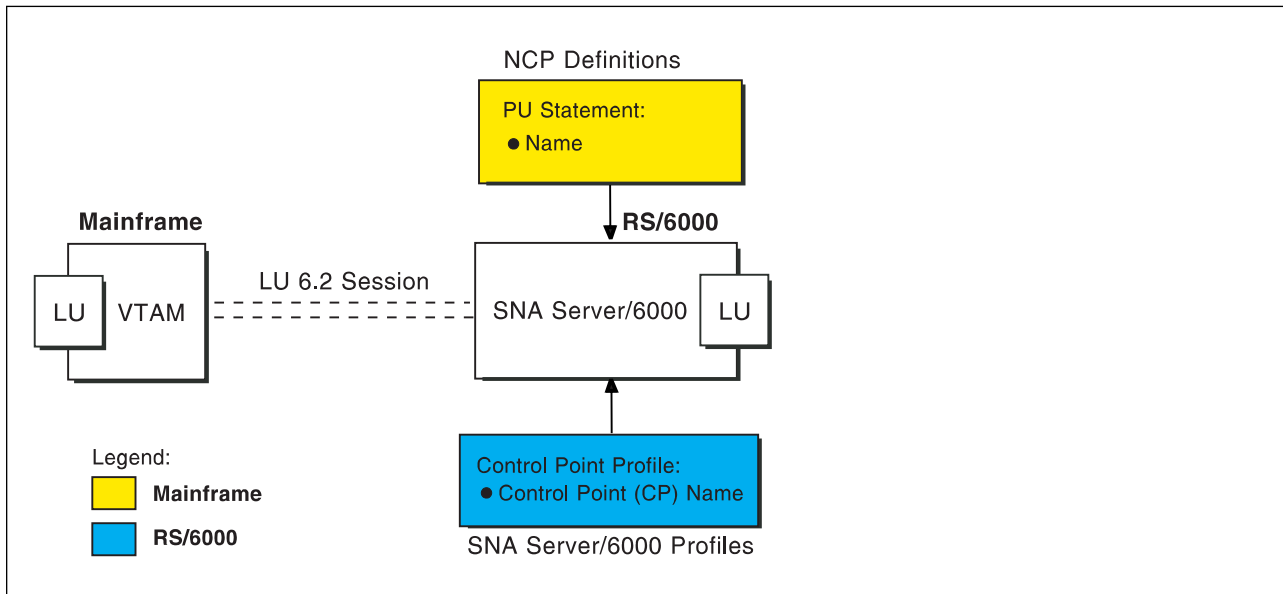 NCP Definitions
PU Statement:
● Name
Mainframe
RS/6000
LU 6.2 Session
LU
VTAM
SNA Server/6000
LU
Legend:
Mainframe
RS/6000
Control Point Profile:
● Control Point (CP) Name
SNA Server/6000 Profiles